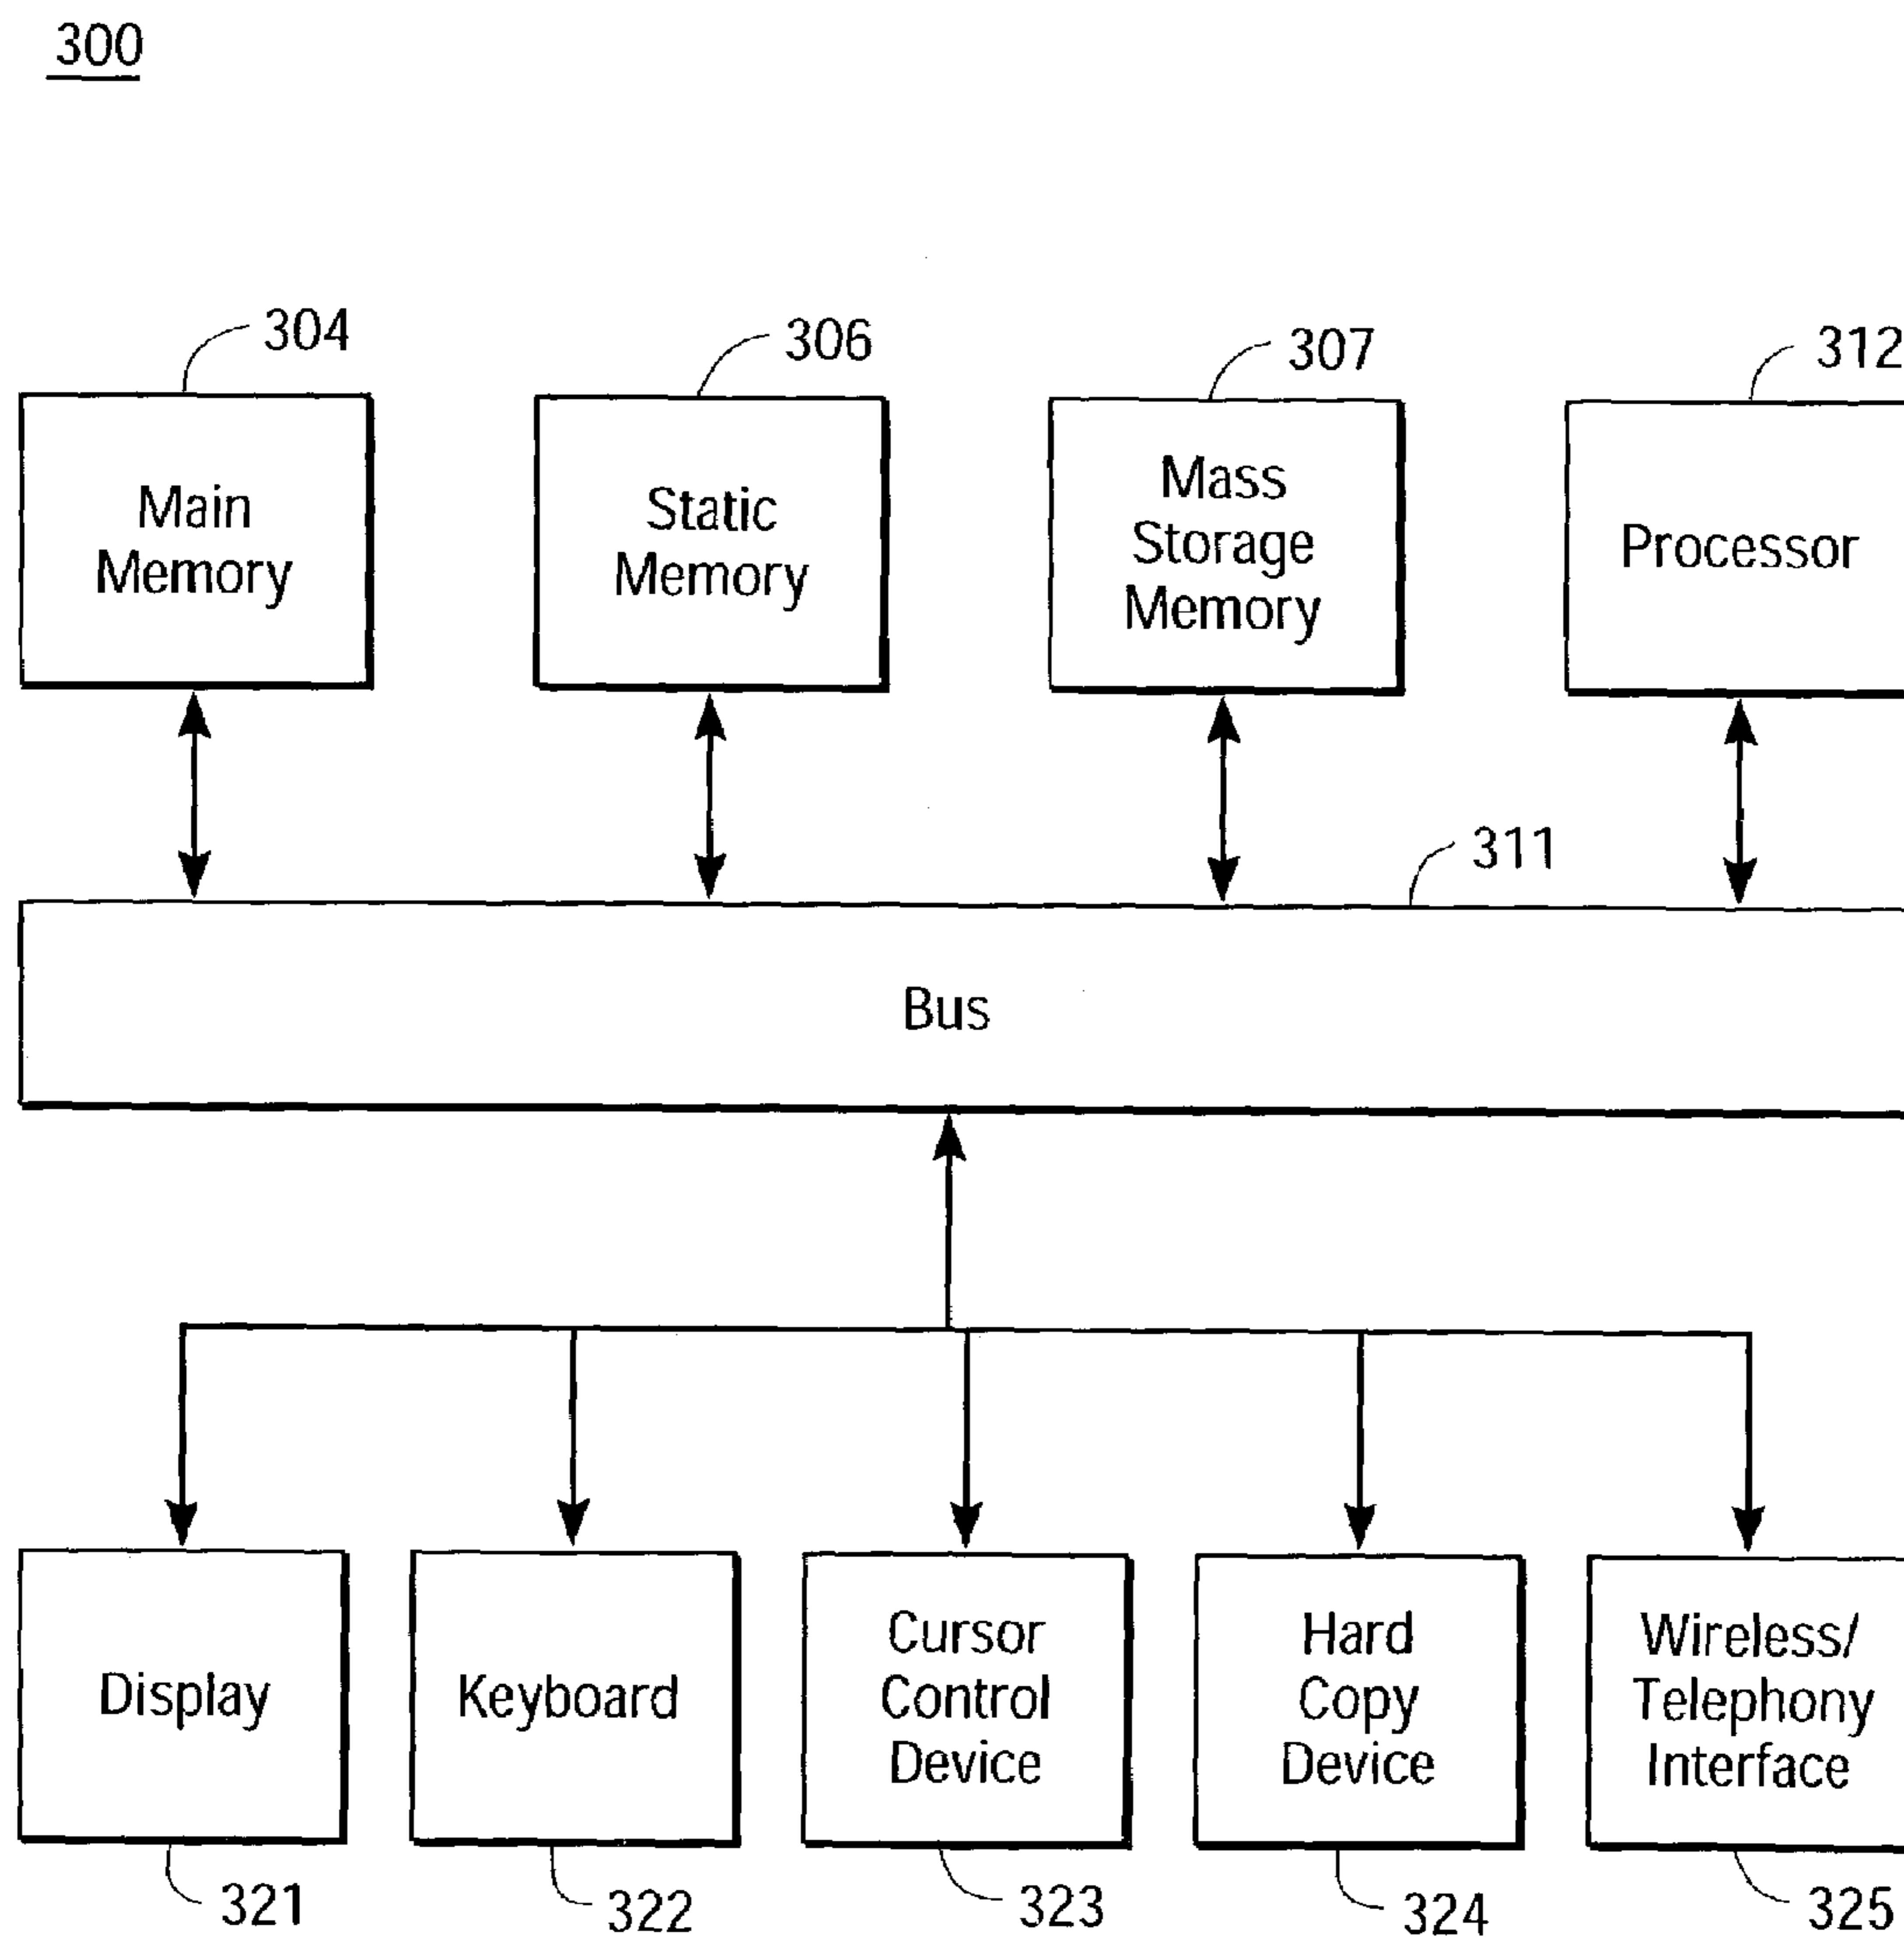 300
304
306
307
312
Main
Memory
Static
Memory
Mass
Storage
Memory
Processor
311
Bus
Display
Keyboard
Cursor
Control
Device
Hard
Copy
Device
Wireless/
Telephony
Interface
321
322
323
324
325